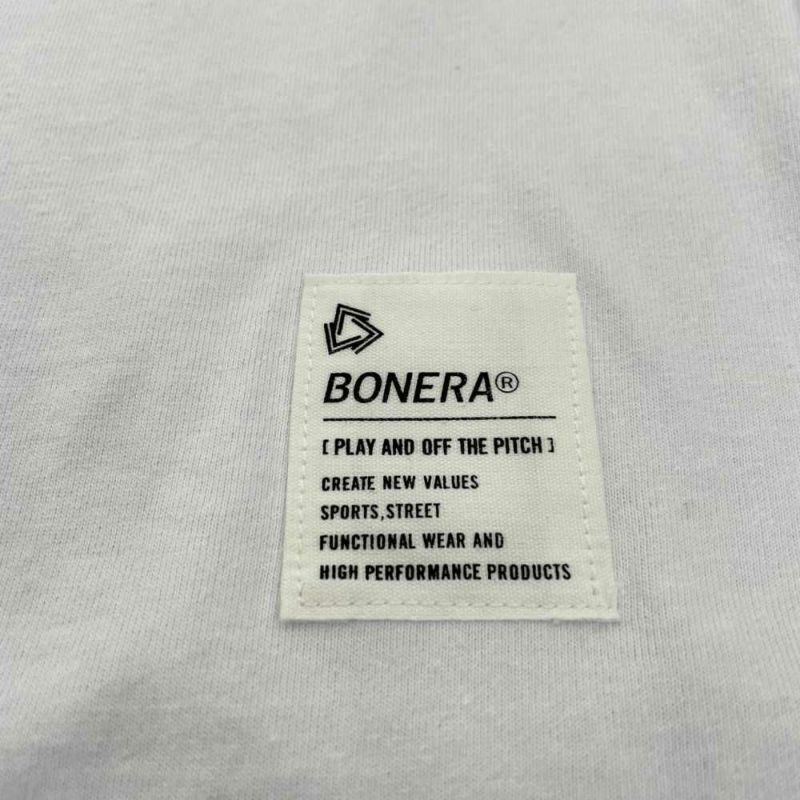 BONERA®
[ PLAY AND OFF THE PITCH ]
CREATE NEW VALUES
SPORTS,STREET
FUNCTIONAL WEAR AND
HIGH PERFORMANCE PRODUCTS